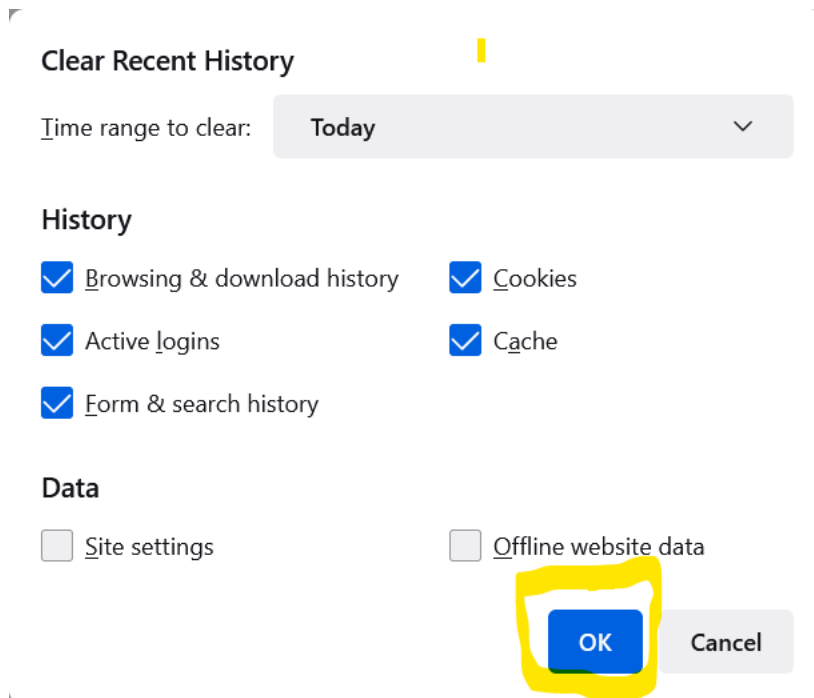 Clear Recent History
Time range to clear: Today
History
Browsing & download history Cookies
Active logins Cache
Form & search history
Data
Site settings Offline website data
OK Cancel